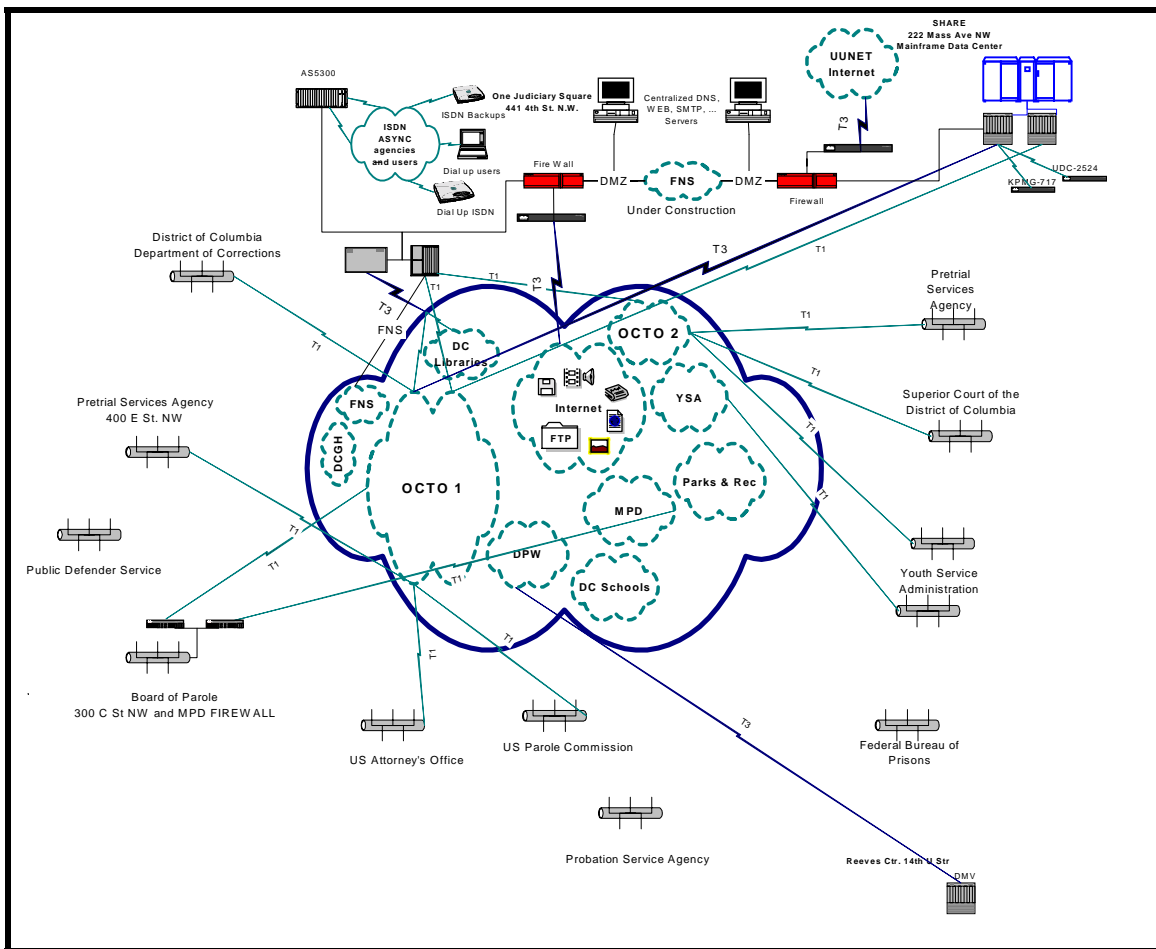 SHARE
222 Mass Ave NW
Mainframe Data Center
UUNET
Internet
AS5300
One Judiciary Square
441 4th St. N.W.
Centralized DNS,
WEB, SMTP, ...
Servers
ISDN Backups
ISDN
ASYNC
agencies
and users
T3
Fire Wall
Dial up users
DMZ
FNS
DMZ
UDC-2524
KPMG-717
Firewall
Dial Up ISDN
Under Construction
District of Columbia
Department of Corrections
T3
T1
T1
T1
T3
T3
FNS
Pretrial
Services
Agency
T1
T1
OCTO 2
DC
Libraries
T1
Pretrial Services Agency
400 E St. NW
FNS
Internet
YSA
Superior Court of the
District of Columbia
DCGH
FTP
T1
OCTO 1
Parks & Rec
T1
MPD
T1
T1
DPW
Public Defender Service
T1
DC Schools
Youth Service
Administration
T1
T1
Board of Parole
300 C St NW and MPD FIREWALL
T3
US Parole Commission
US Attorney's Office
Federal Bureau of
Prisons
Probation Service Agency
Reeves Ctr. 14th U Str
DMV